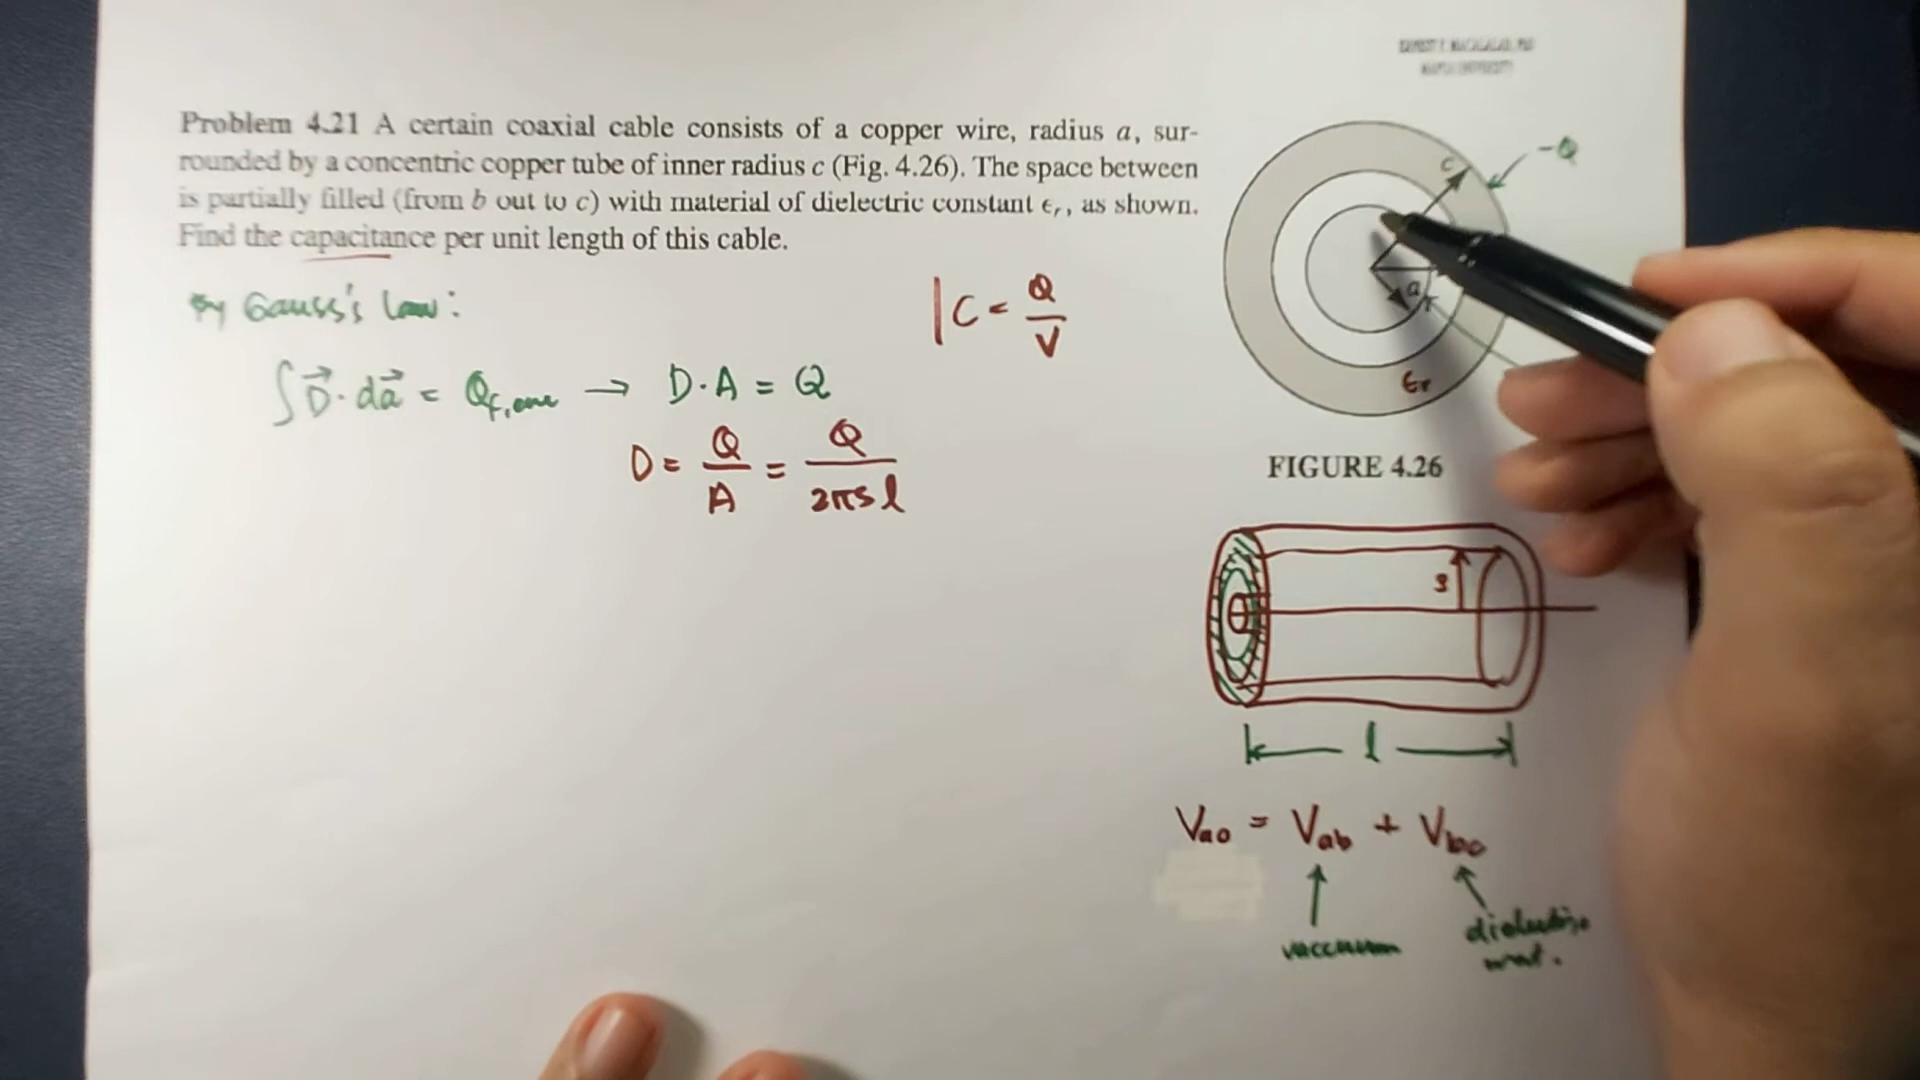 Problem 4.21 A certain coaxial cable consists of a copper wire, radius a, sur-
rounded by a concentric copper tube of inner radius c (Fig. 4.26). The space between
is partially filled (from b out to c) with material of dielectric constant ϵr, as shown.
Find the capacitance per unit length of this cable.
By Gauss's Law:
C = Q/V
∫D⃗·da⃗ = Qf,enc → D·A = Q
D = Q/A = Q/2πsl
c
-Q
a
ϵr
FIGURE 4.26
s
l
Vac = Vab + Vbc
vaccuum
dielectric
mat.